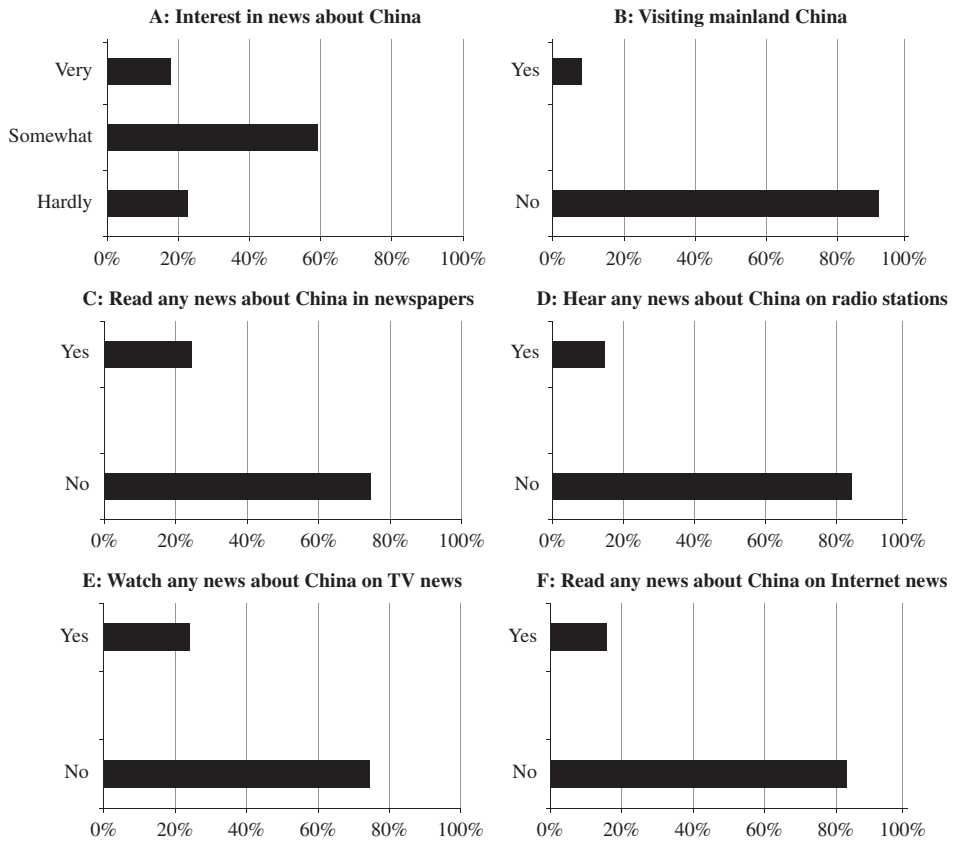 A: Interest in news about China
Very
Somewhat
Hardly
0% 20% 40% 60% 80% 100%
B: Visiting mainland China
Yes
No
0% 20% 40% 60% 80% 100%
C: Read any news about China in newspapers
Yes
No
0% 20% 40% 60% 80% 100%
D: Hear any news about China on radio stations
Yes
No
0% 20% 40% 60% 80% 100%
E: Watch any news about China on TV news
Yes
No
0% 20% 40% 60% 80% 100%
F: Read any news about China on Internet news
Yes
No
0% 20% 40% 60% 80% 100%